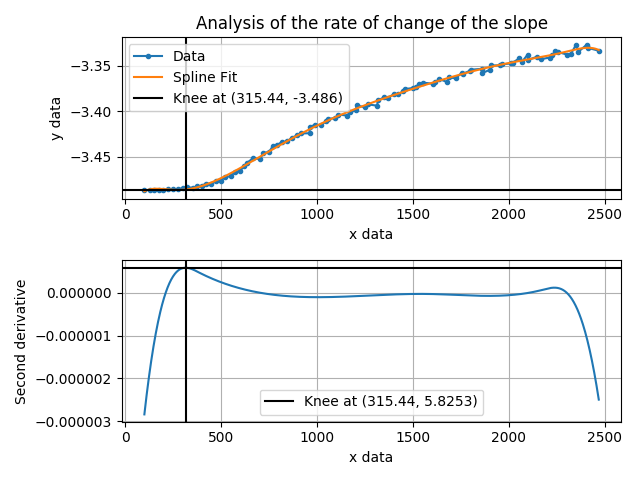 Analysis of the rate of change of the slope
Data
Spline Fit
Knee at (315.44, -3.486)
−3.35
−3.40
−3.45
y data
0
500
1000
1500
2000
2500
x data
0.000000
−0.000001
−0.000002
−0.000003
Second derivative
Knee at (315.44, 5.8253)
0
500
1000
1500
2000
2500
x data